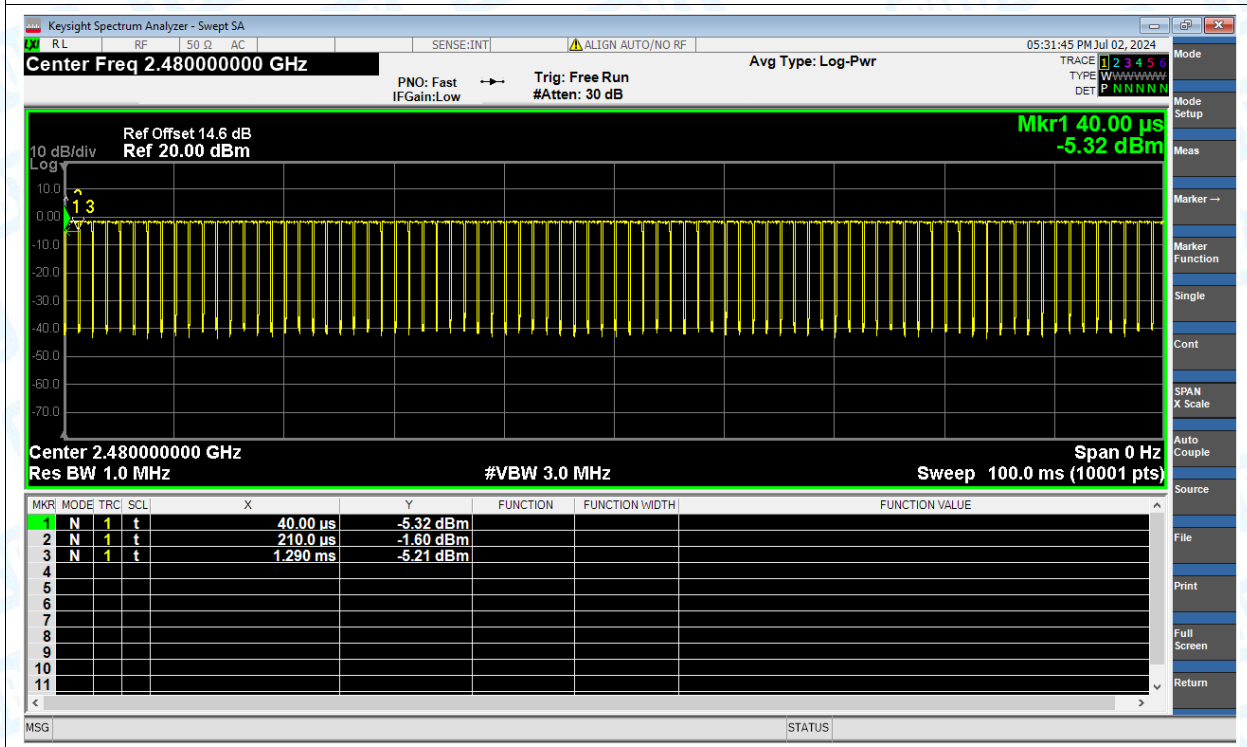 Keysight Spectrum Analyzer - Swept SA
LXI RL RF 50 Ω AC SENSE:INT ALIGN AUTO/NO RF 05:31:45 PM Jul 02, 2024
Center Freq 2.480000000 GHz Avg Type: Log-Pwr TRACE 1 2 3 4 5 6
PNO: Fast Trig: Free Run TYPE WWWWWW
IFGain:Low #Atten: 30 dB DET P N N N N N
Mkr1 40.00 µs
Ref Offset 14.6 dB
10 dB/div Ref 20.00 dBm -5.32 dBm
Log
10.0
0.00
-10.0
-20.0
-30.0
-40.0
-50.0
-60.0
-70.0
1 3
Center 2.480000000 GHz Span 0 Hz
Res BW 1.0 MHz #VBW 3.0 MHz Sweep 100.0 ms (10001 pts)
MKR MODE TRC SCL X Y FUNCTION FUNCTION WIDTH FUNCTION VALUE
1 N 1 t 40.00 µs -5.32 dBm
2 N 1 t 210.0 µs -1.60 dBm
3 N 1 t 1.290 ms -5.21 dBm
4
5
6
7
8
9
10
11
MSG STATUS
Mode
Mode
Setup
Meas
Marker →
Marker
Function
Single
Cont
SPAN
X Scale
Auto
Couple
Source
File
Print
Full
Screen
Return